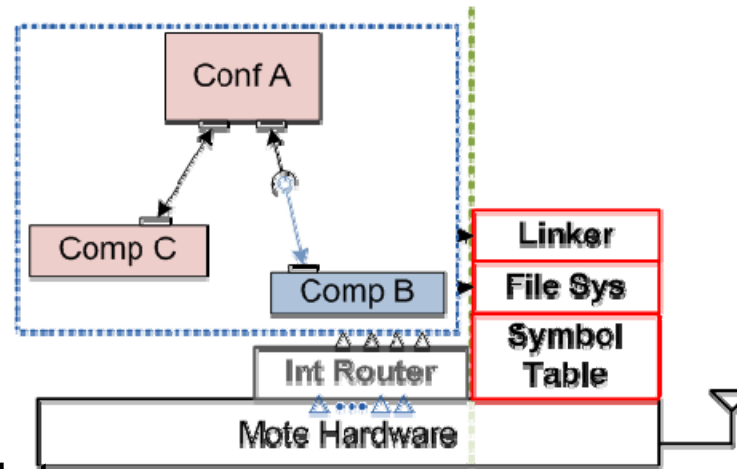 Conf A
Comp C
Comp B
Linker
File Sys
Symbol
Table
Int Router
Mote Hardware